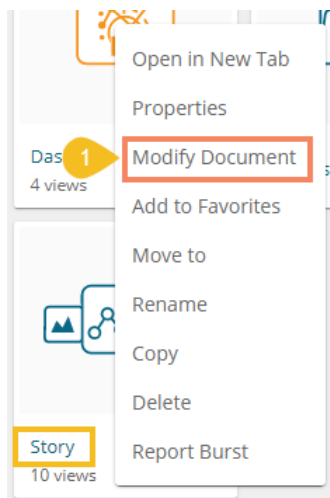 Open in New Tab
Properties
Das
1
Modify Document
4 views
Add to Favorites
Move to
Rename
Copy
Delete
Story
Report Burst
10 views